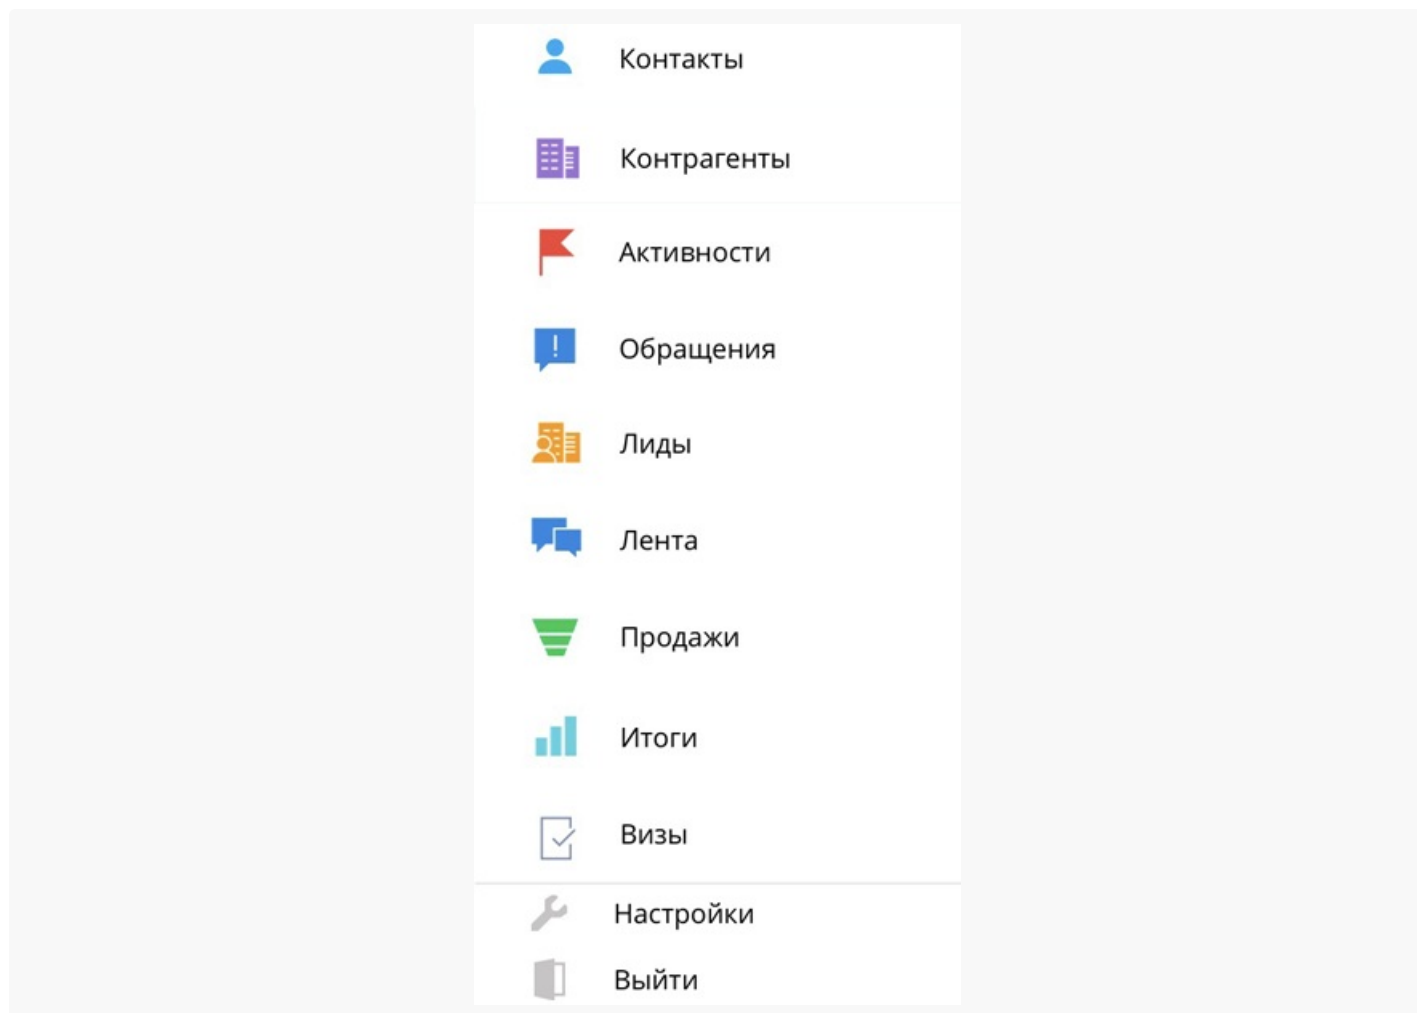 Контакты
Контрагенты
Активности
Обращения
Лиды
Лента
Продажи
Итоги
Визы
Настройки
Выйти